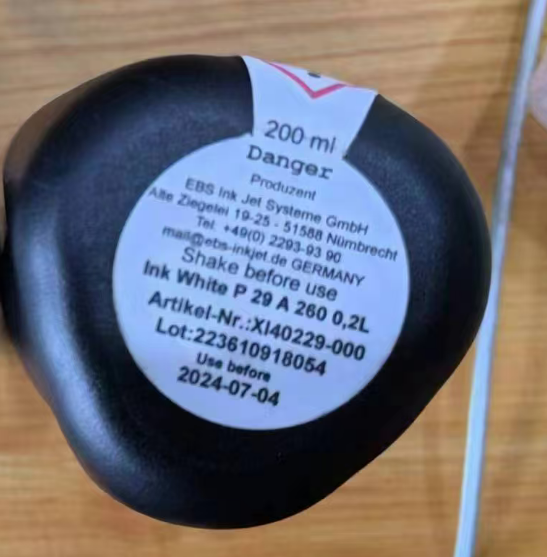 200 ml
Danger
Produzent
EBS Ink Jet Systeme GmbH
Alte Ziegelei 19-25 - 51588 Nümbrecht
Tel. +49(0) 2293-93 90
mail@ebs-inkjet.de GERMANY
Shake before use
Ink White P 29 A 260 0,2L
Artikel-Nr.:XI40229-000
Lot:223610918054
Use before
2024-07-04